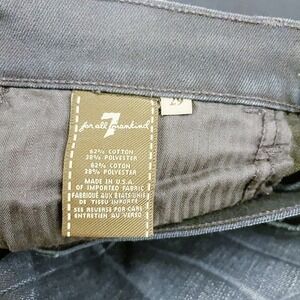 7
for all mankind
29
62% COTTON
38% POLYESTER
62% COTON
38% POLYESTER
MADE IN U.S.A.
OF IMPORTED FABRIC
FABRIQUÉ AUX ÉTATS-UNIS
DE TISSU IMPORTÉ
SEE REVERSE FOR CARE
ENTRETIEN AU VERSO